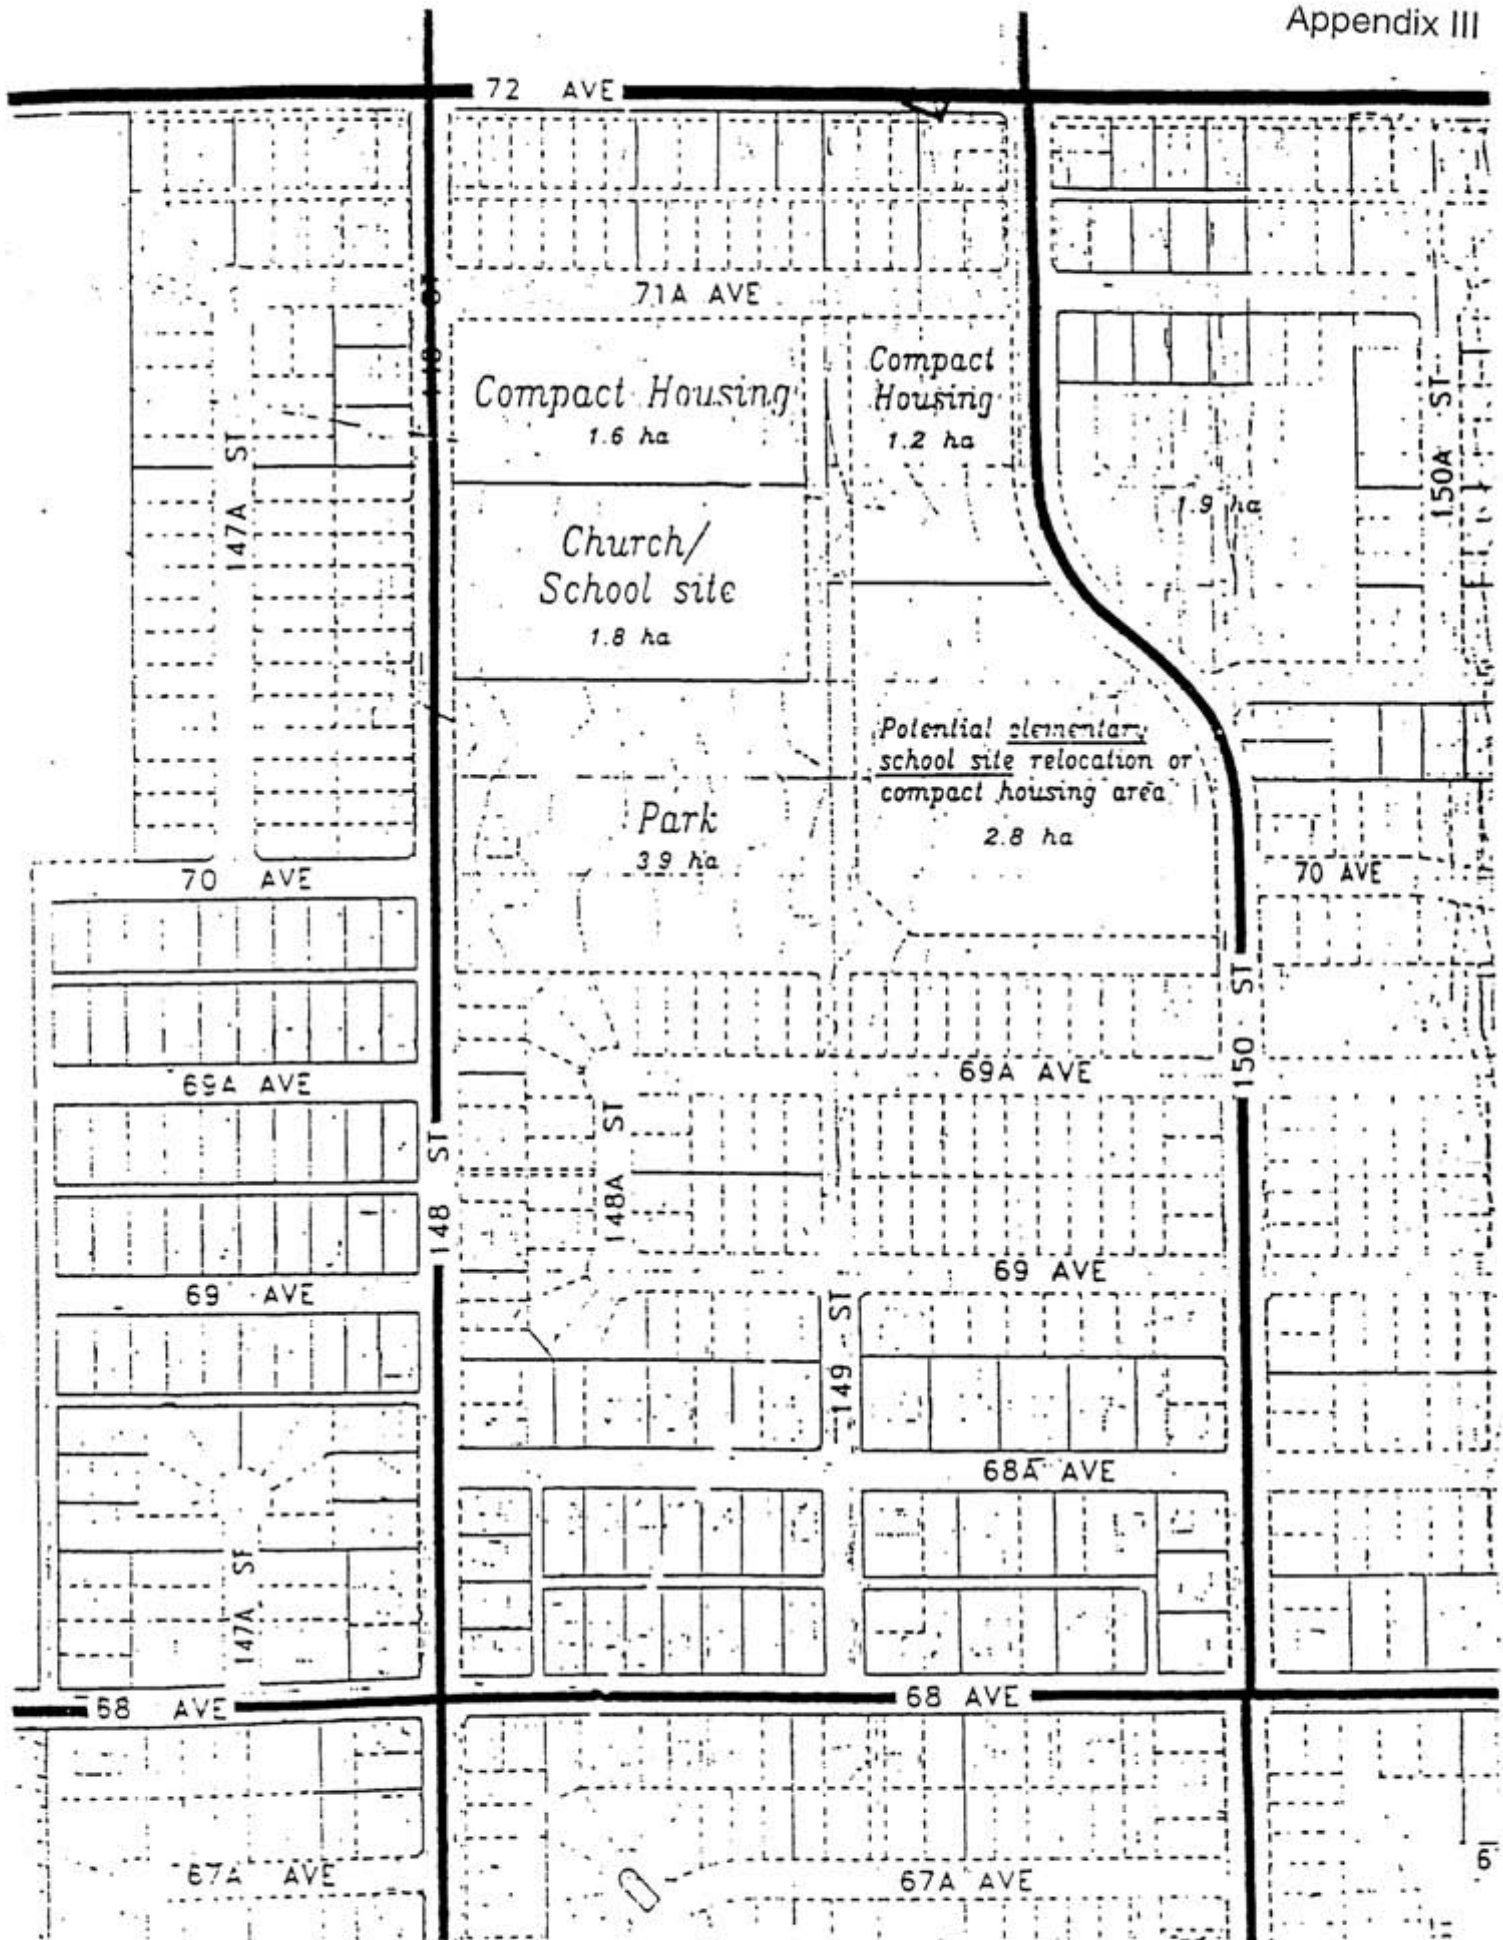 Appendix III
72 AVE
71A AVE
Compact Housing
1.6 ha
Compact
Housing
1.2 ha
147A ST
150A ST
1.9 ha
Church/
School site
1.8 ha
Potential elementary
school site relocation or
compact housing area
2.8 ha
Park
3.9 ha
70 AVE
70 AVE
150 ST
69A AVE
69A AVE
148 ST
148A ST
69 AVE
69 AVE
149 ST
68A AVE
147A ST
68 AVE
68 AVE
67A AVE
67A AVE